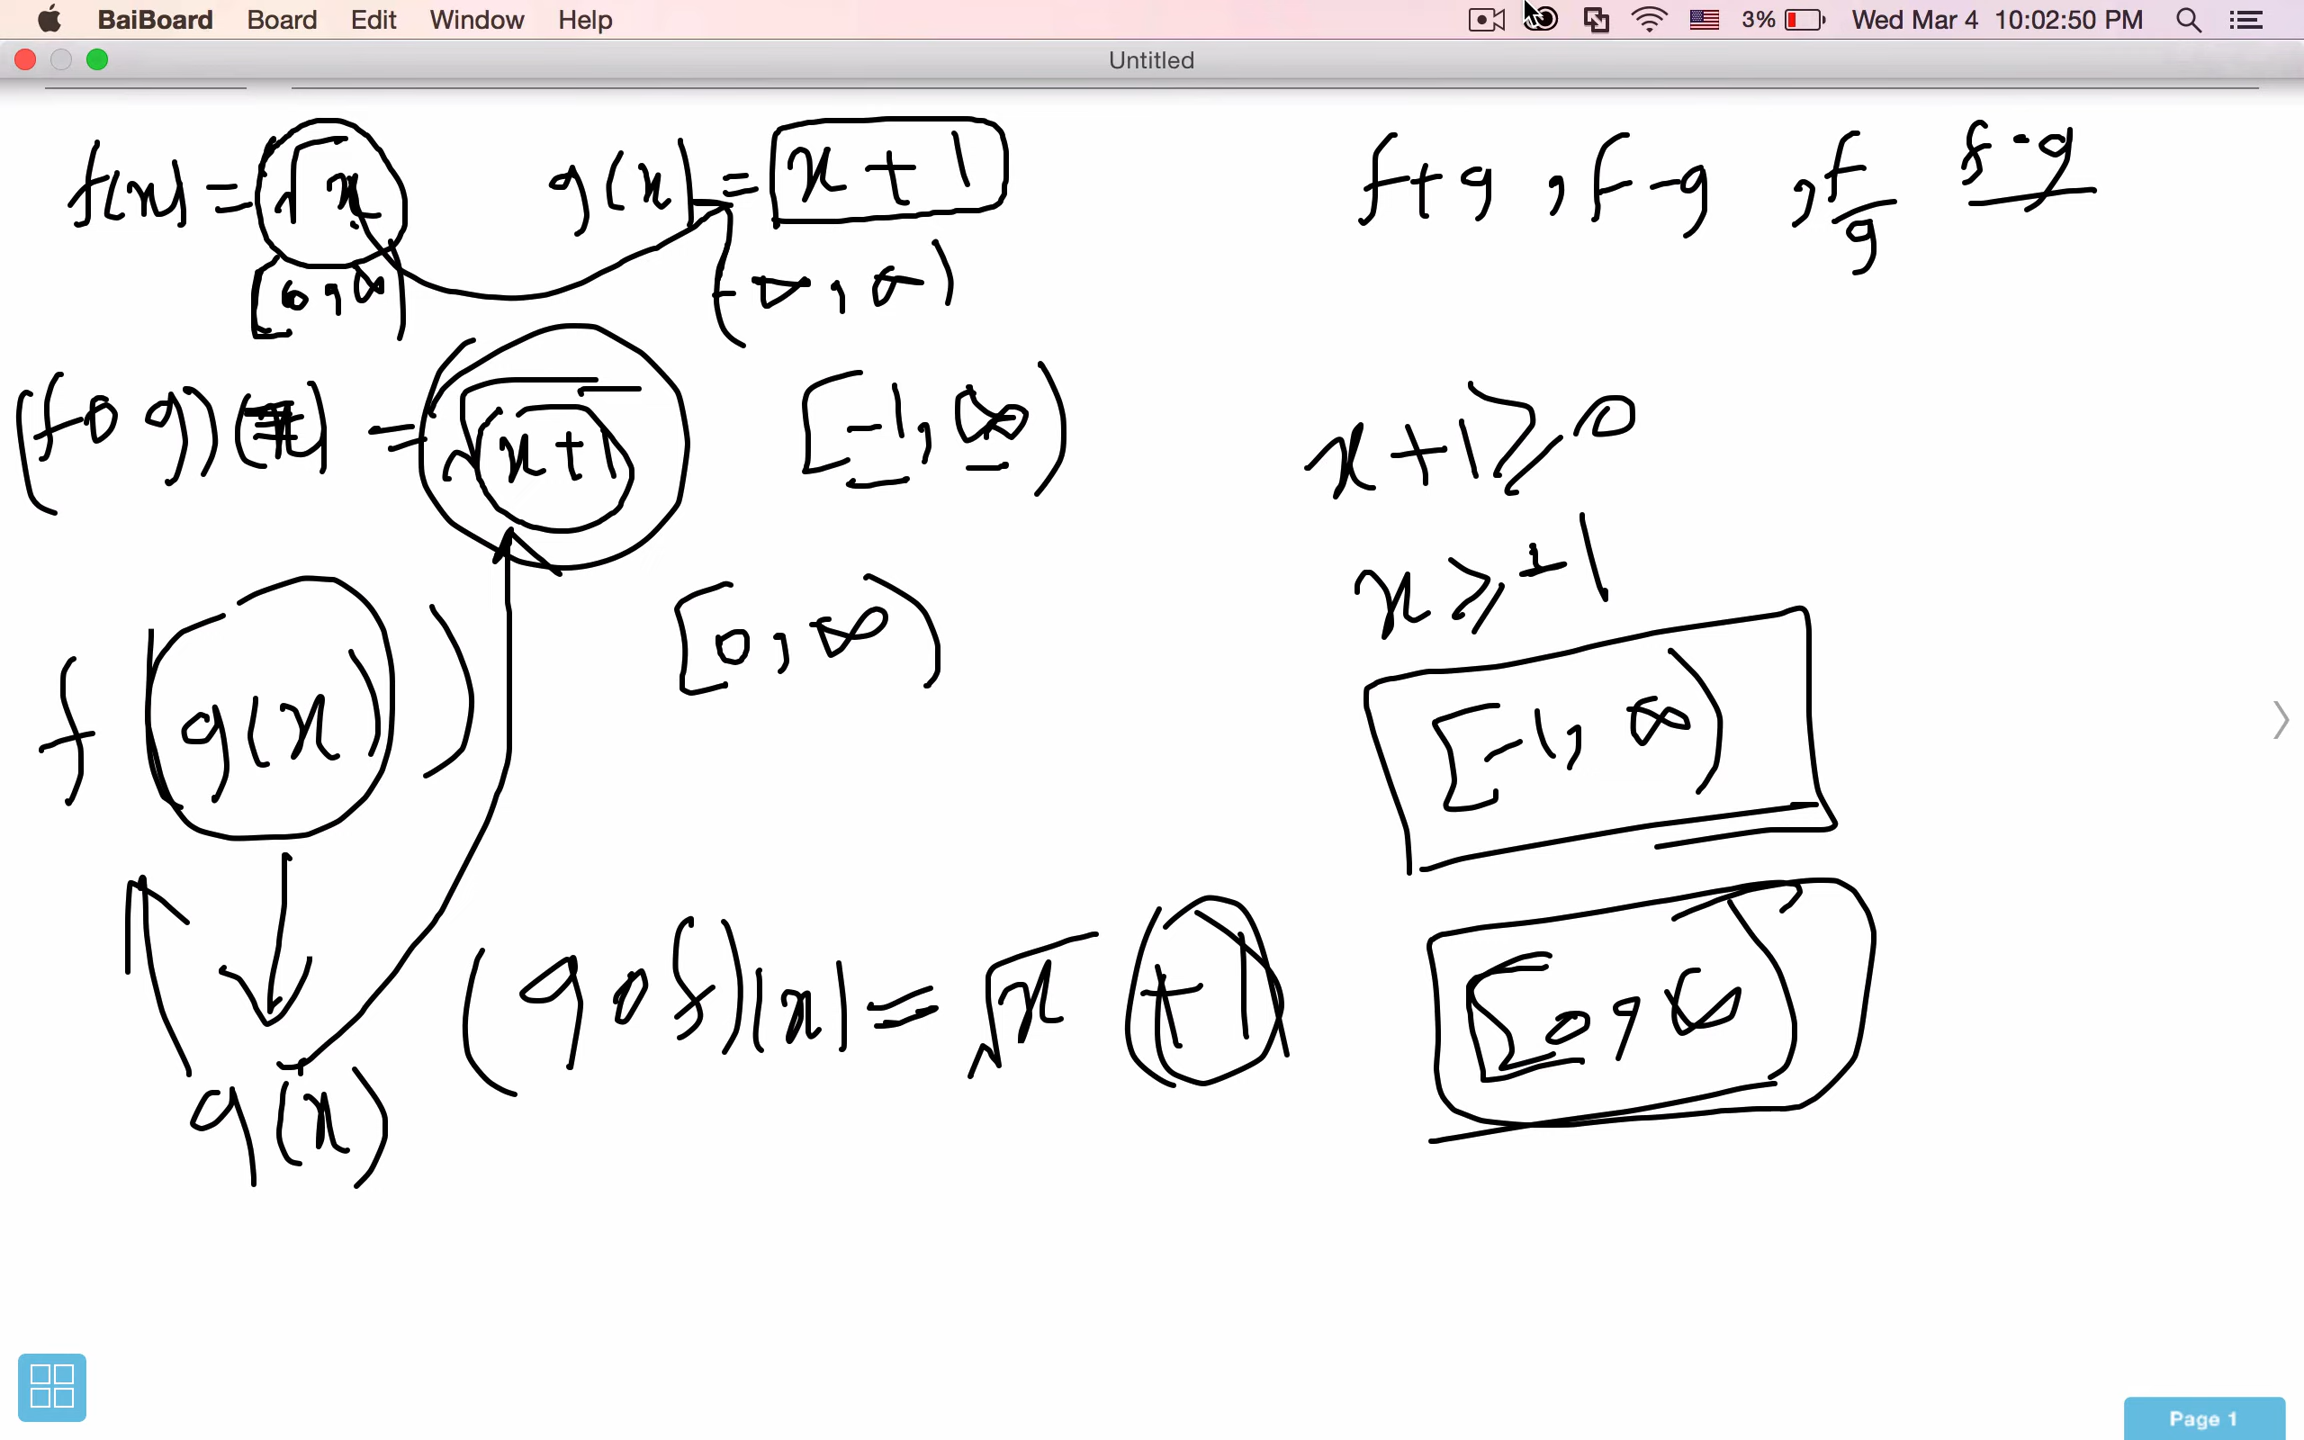 BaiBoard Board Edit Window Help 3% Wed Mar 4 10:02:50 PM
Untitled
f(x) = √x g(x) = x + 1 f+g , f-g , f/g f-g
[0, ∞) (-∞, ∞)
(f o g)(x) = √x+1 [-1, ∞) x+1 ≥ 0
x ≥ -1
f(g(x)) [0, ∞)
[-1, ∞)
(g o f)(x) = √x + 1 [0, ∞)
g(x)
Page 1